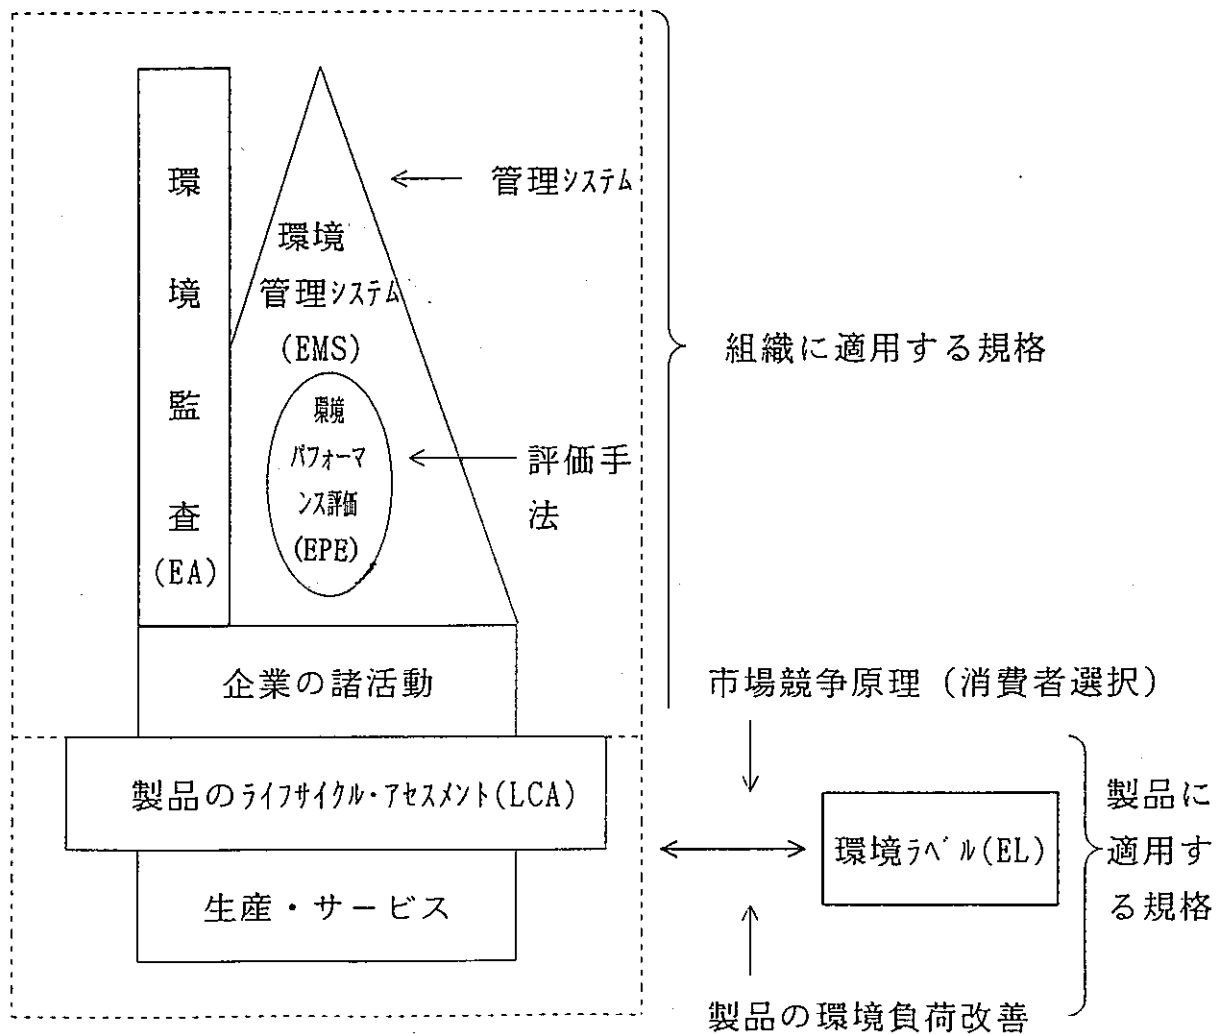 環
境
監
査
(EA)
環境
管理システム
(EMS)
環境
パフォーマ
ンス評価
(EPE)
管理システム
評価手
法
組織に適用する規格
企業の諸活動
製品のライフサイクル・アセスメント(LCA)
生産・サービス
市場競争原理（消費者選択）
環境ラベル(EL)
製品の環境負荷改善
製品に
適用す
る規格